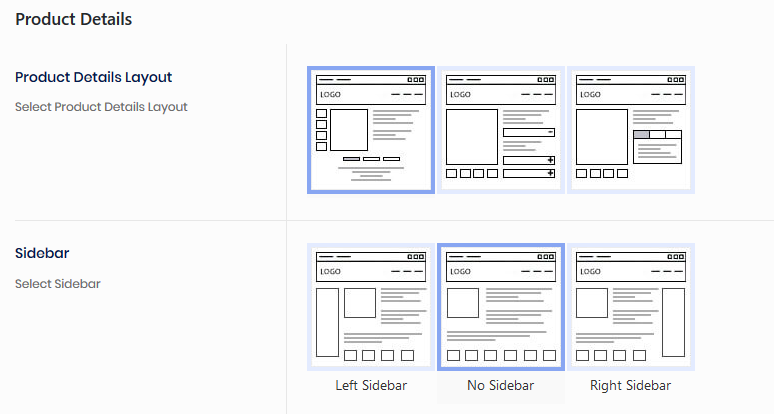 Product Details
Product Details Layout
Select Product Details Layout
LOGO
LOGO
LOGO
Sidebar
Select Sidebar
LOGO
LOGO
LOGO
Left Sidebar
No Sidebar
Right Sidebar